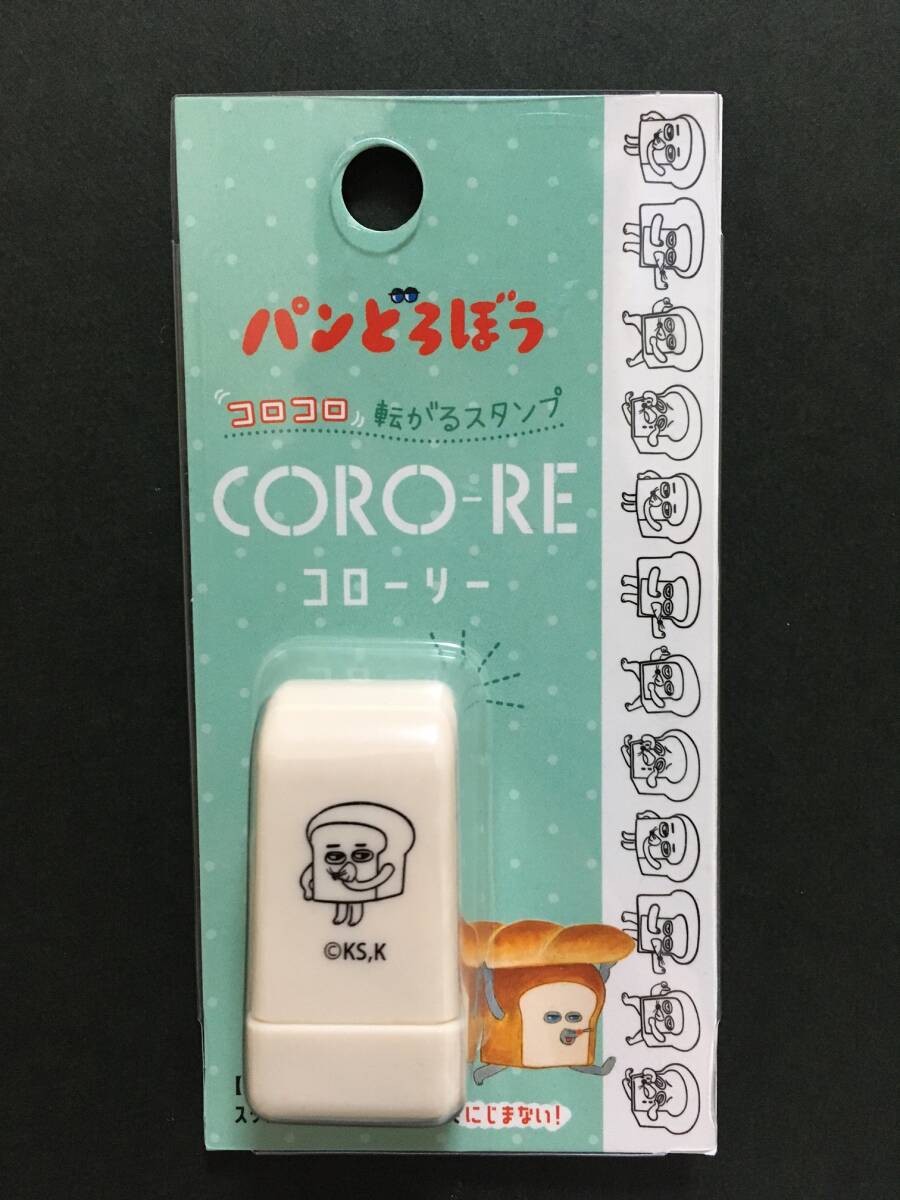 パンどろぼう
コロコロ 転がるスタンプ
CORO-RE
コローリー
©KS,K
にじまない!